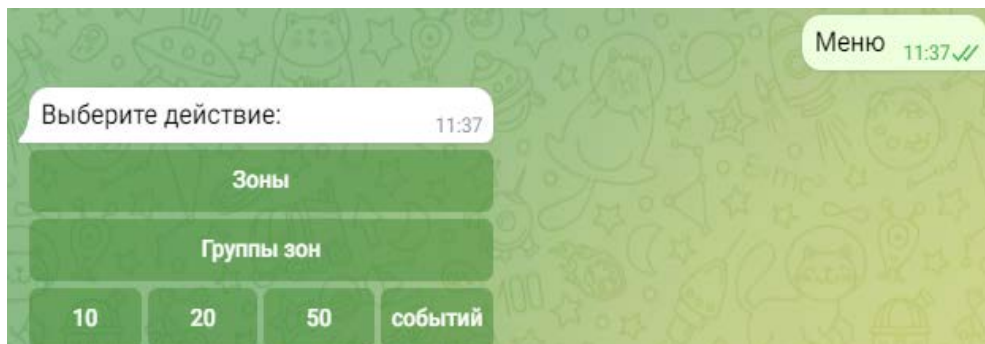 Меню 11:37
Выберите действие: 11:37
Зоны
Группы зон
10 20 50 событий